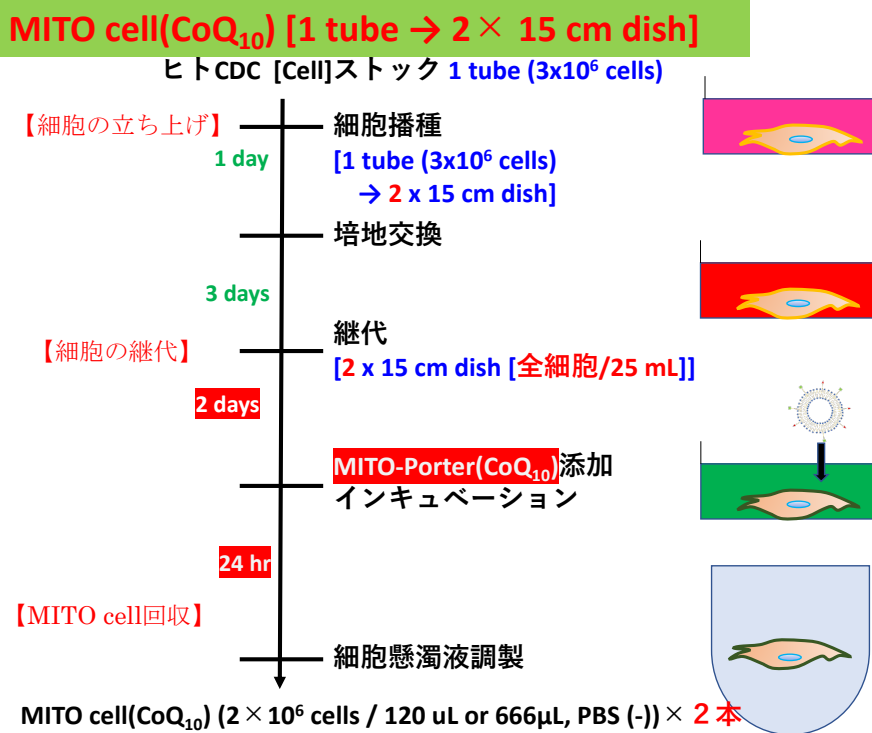 MITO cell(CoQ10) [1 tube → 2× 15 cm dish]
ヒトCDC [Cell]ストック 1 tube (3x10⁶ cells)
【細胞の立ち上げ】
細胞播種
1 day
[1 tube (3x10⁶ cells)
→ 2 x 15 cm dish]
培地交換
3 days
継代
【細胞の継代】
[2 x 15 cm dish [全細胞/25 mL]]
2 days
MITO-Porter(CoQ10)添加
インキュベーション
24 hr
【MITO cell回収】
細胞懸濁液調製
MITO cell(CoQ10) (2×10⁶ cells / 120 uL or 666μL, PBS (-))× 2本